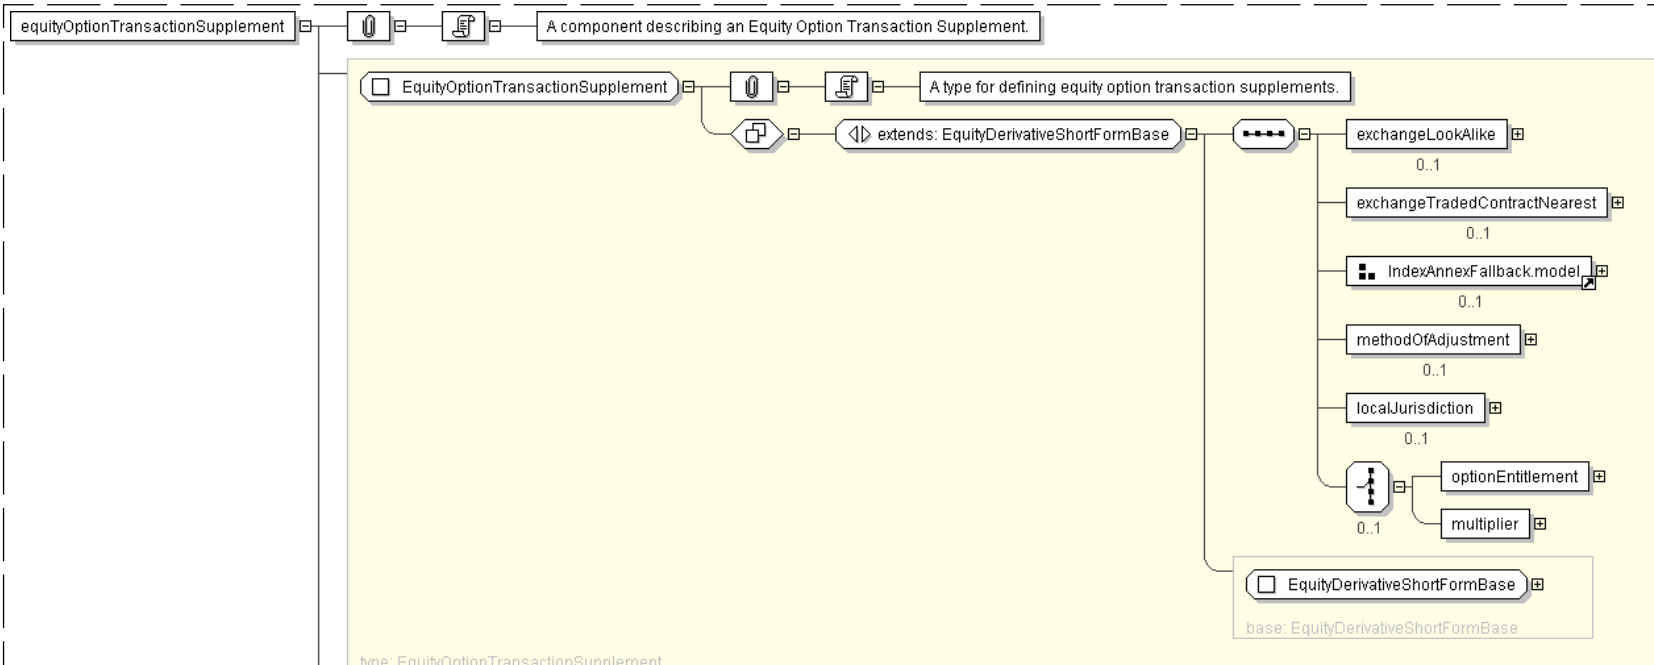 equityOptionTransactionSupplement
A component describing an Equity Option Transaction Supplement.
EquityOptionTransactionSupplement
A type for defining equity option transaction supplements.
extends: EquityDerivativeShortFormBase
exchangeLookAlike
0..1
exchangeTradedContractNearest
0..1
IndexAnnexFallback.model
0..1
methodOfAdjustment
0..1
localJurisdiction
0..1
optionEntitlement
multiplier
0..1
EquityDerivativeShortFormBase
base: EquityDerivativeShortFormBase
type: EquityOptionTransactionSupplement